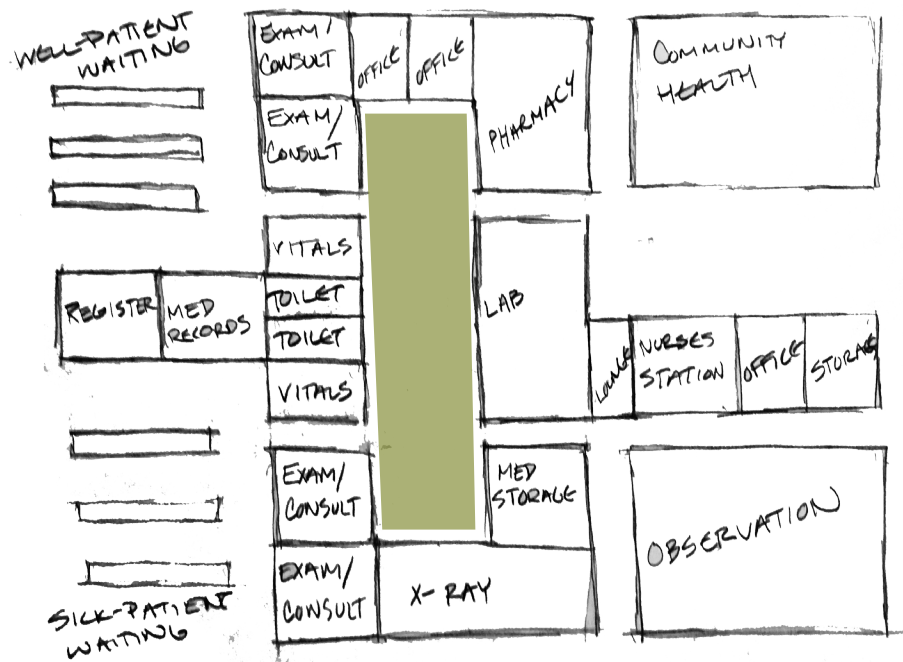 WELL-PATIENT
WAITING
EXAM/
CONSULT
OFFICE
OFFICE
PHARMACY
COMMUNITY
HEALTH
EXAM/
CONSULT
VITALS
TOILET
TOILET
VITALS
REGISTER
MED
RECORDS
LAB
LOUNGE
NURSES
STATION
OFFICE
STORAGE
EXAM/
CONSULT
MED
STORAGE
OBSERVATION
EXAM/
CONSULT
X-RAY
SICK-PATIENT
WAITING